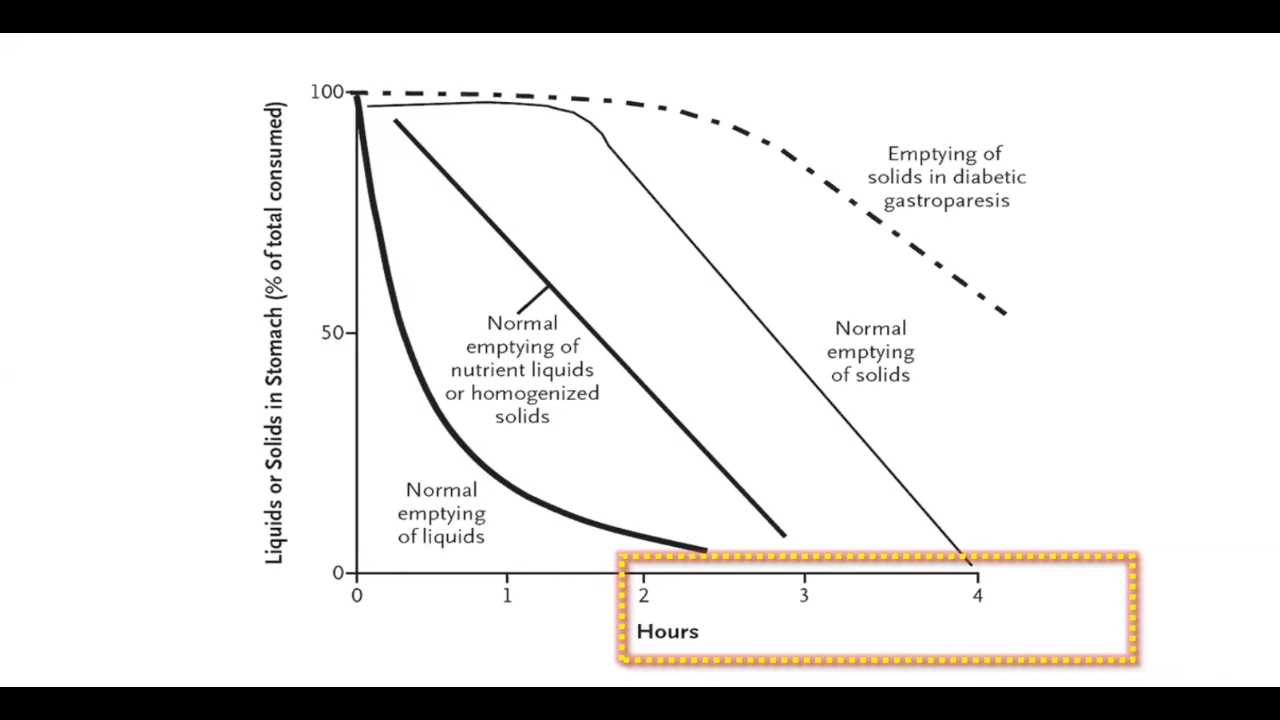 Liquids or Solids in Stomach (% of total consumed)
100
50
0
Emptying of
solids in diabetic
gastroparesis
Normal
emptying of
nutrient liquids
or homogenized
solids
Normal
emptying
of solids
Normal
emptying
of liquids
0 1 2 3 4
Hours